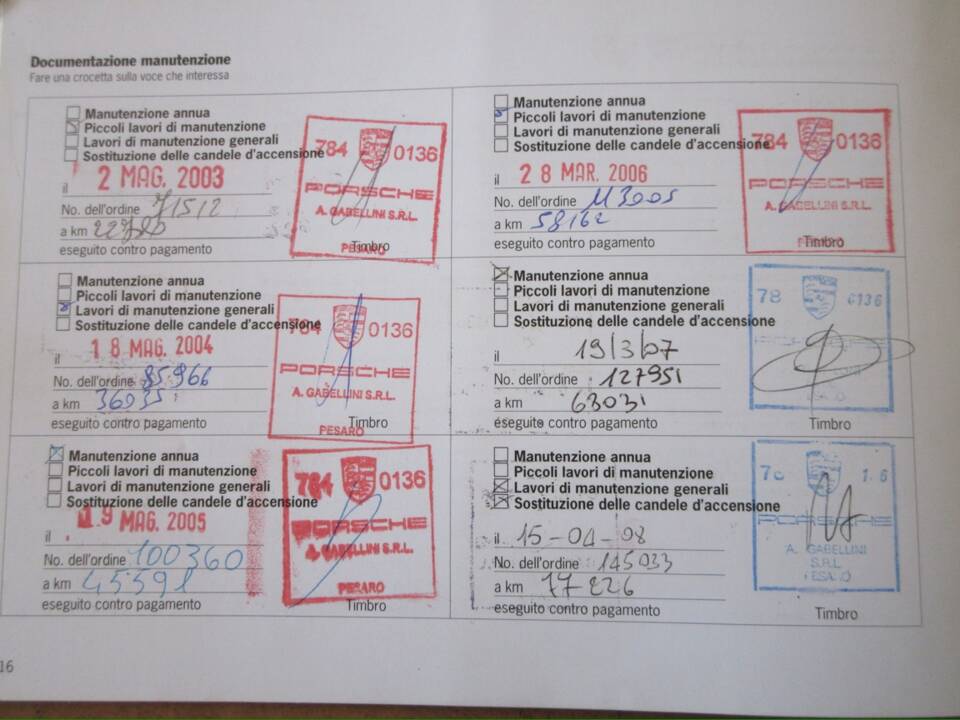 Documentazione manutenzione
Fare una crocetta sulla voce che interessa
Manutenzione annua
Piccoli lavori di manutenzione
Lavori di manutenzione generali
Sostituzione delle candele d'accensione
il 2 MAG. 2003
No. dell'ordine 71512
a km
eseguito contro pagamento
784 0136
PORSCHE
A. GABELLINI S.R.L.
PESARO
Timbro
Manutenzione annua
Piccoli lavori di manutenzione
Lavori di manutenzione generali
Sostituzione delle candele d'accensione
il 18 MAG. 2004
No. dell'ordine 85966
a km 36035
eseguito contro pagamento
784 0136
PORSCHE
A. GABELLINI S.R.L.
PESARO
Timbro
Manutenzione annua
Piccoli lavori di manutenzione
Lavori di manutenzione generali
Sostituzione delle candele d'accensione
il 19 MAG. 2005
No. dell'ordine 100360
a km 45591
eseguito contro pagamento
784 0136
PORSCHE
A. GABELLINI S.R.L.
PESARO
Timbro
Manutenzione annua
Piccoli lavori di manutenzione
Lavori di manutenzione generali
Sostituzione delle candele d'accensione
il 28 MAR. 2006
No. dell'ordine 113005
a km 58162
eseguito contro pagamento
784 0136
PORSCHE
A. GABELLINI S.R.L.
Timbro
Manutenzione annua
Piccoli lavori di manutenzione
Lavori di manutenzione generali
Sostituzione delle candele d'accensione
il 19/3/07
No. dell'ordine 127951
a km 63031
eseguito contro pagamento
78 0136
Timbro
Manutenzione annua
Piccoli lavori di manutenzione
Lavori di manutenzione generali
Sostituzione delle candele d'accensione
il 15-04-08
No. dell'ordine 145033
a km 77226
eseguito contro pagamento
PORSCHE
A. GABELLINI
S.R.L
PESARO
Timbro
16